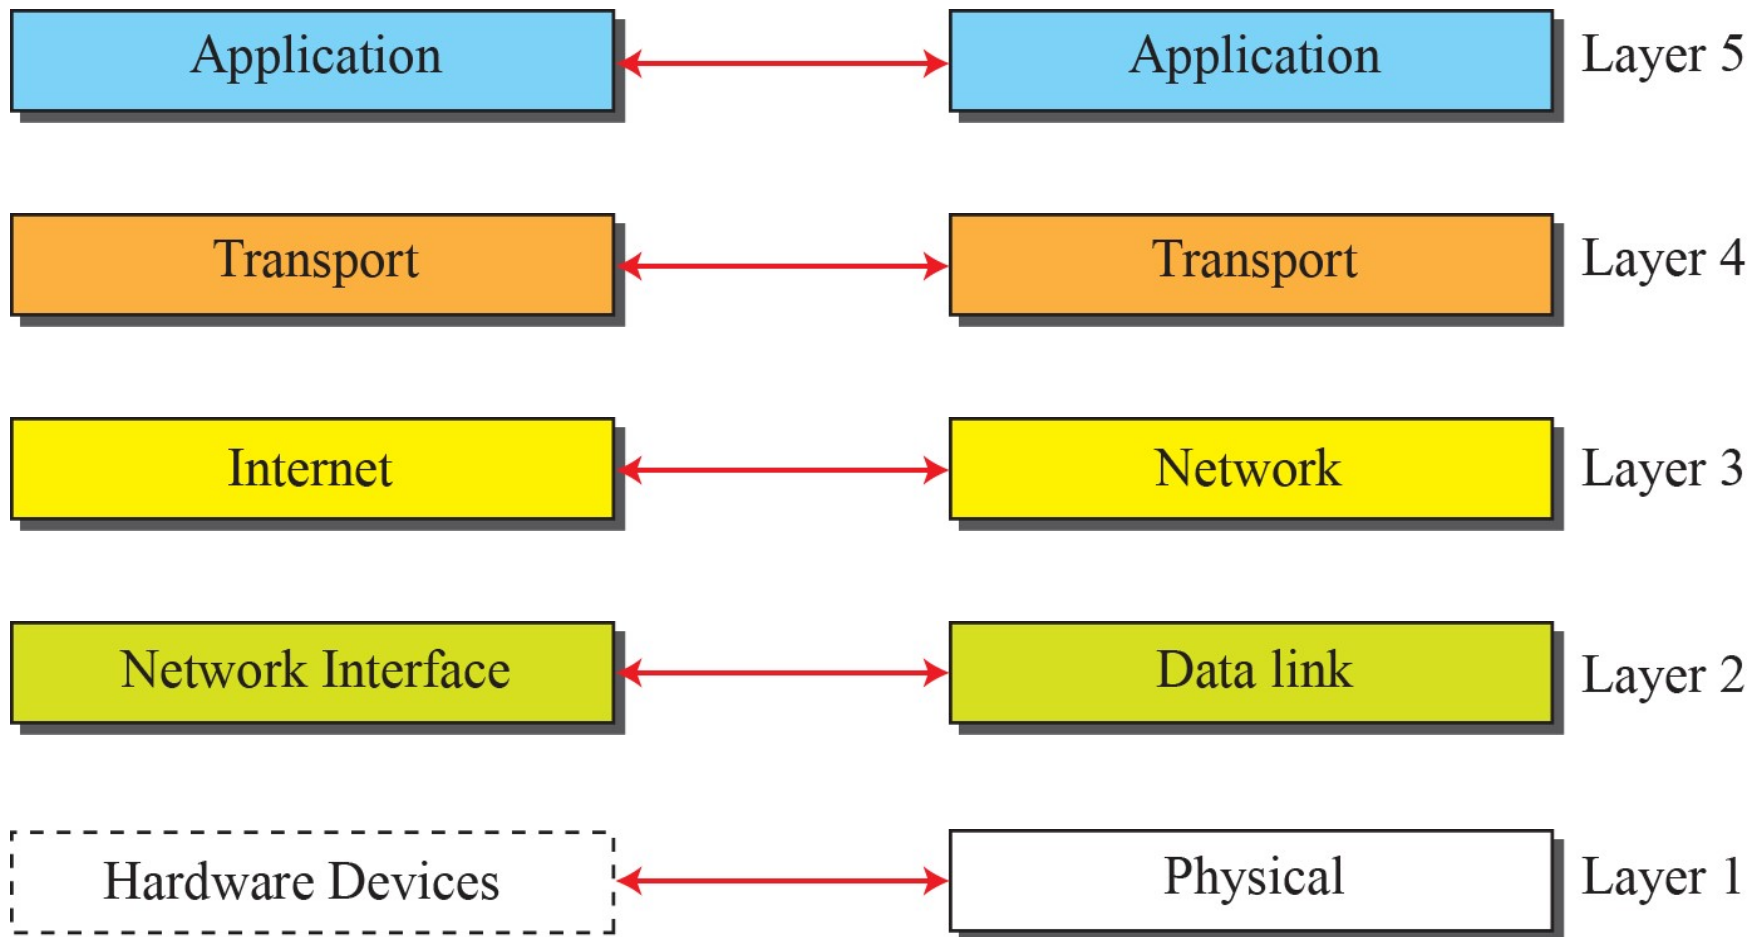 Application Application Layer 5
Transport Transport Layer 4
Internet Network Layer 3
Network Interface Data link Layer 2
Hardware Devices Physical Layer 1